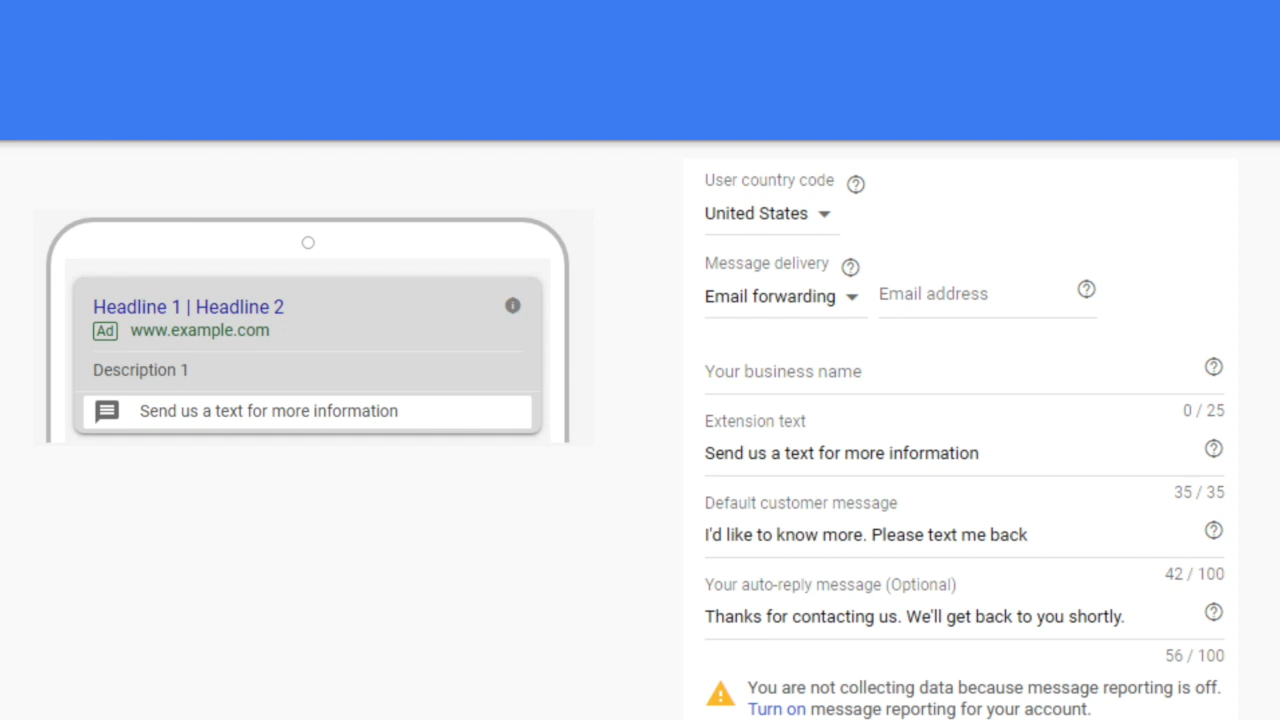 Headline 1 | Headline 2
Ad www.example.com
Description 1
Send us a text for more information
User country code
United States
Message delivery
Email forwarding Email address
Your business name
0 / 25
Extension text
Send us a text for more information
35 / 35
Default customer message
I'd like to know more. Please text me back
42 / 100
Your auto-reply message (Optional)
Thanks for contacting us. We'll get back to you shortly.
56 / 100
You are not collecting data because message reporting is off.
Turn on message reporting for your account.